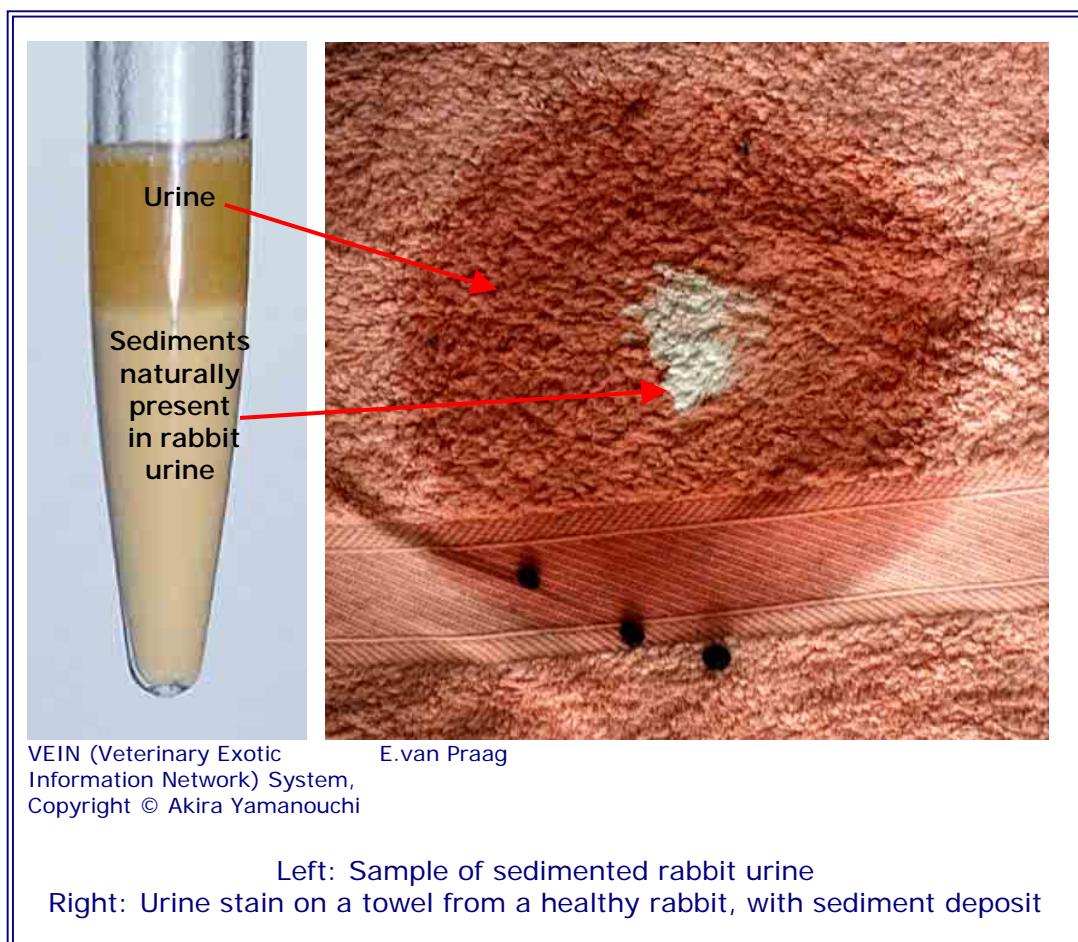 Urine
Sediments
naturally
present
in rabbit
urine
VEIN (Veterinary Exotic
Information Network) System,
Copyright © Akira Yamanouchi
E.van Praag
Left: Sample of sedimented rabbit urine
Right: Urine stain on a towel from a healthy rabbit, with sediment deposit